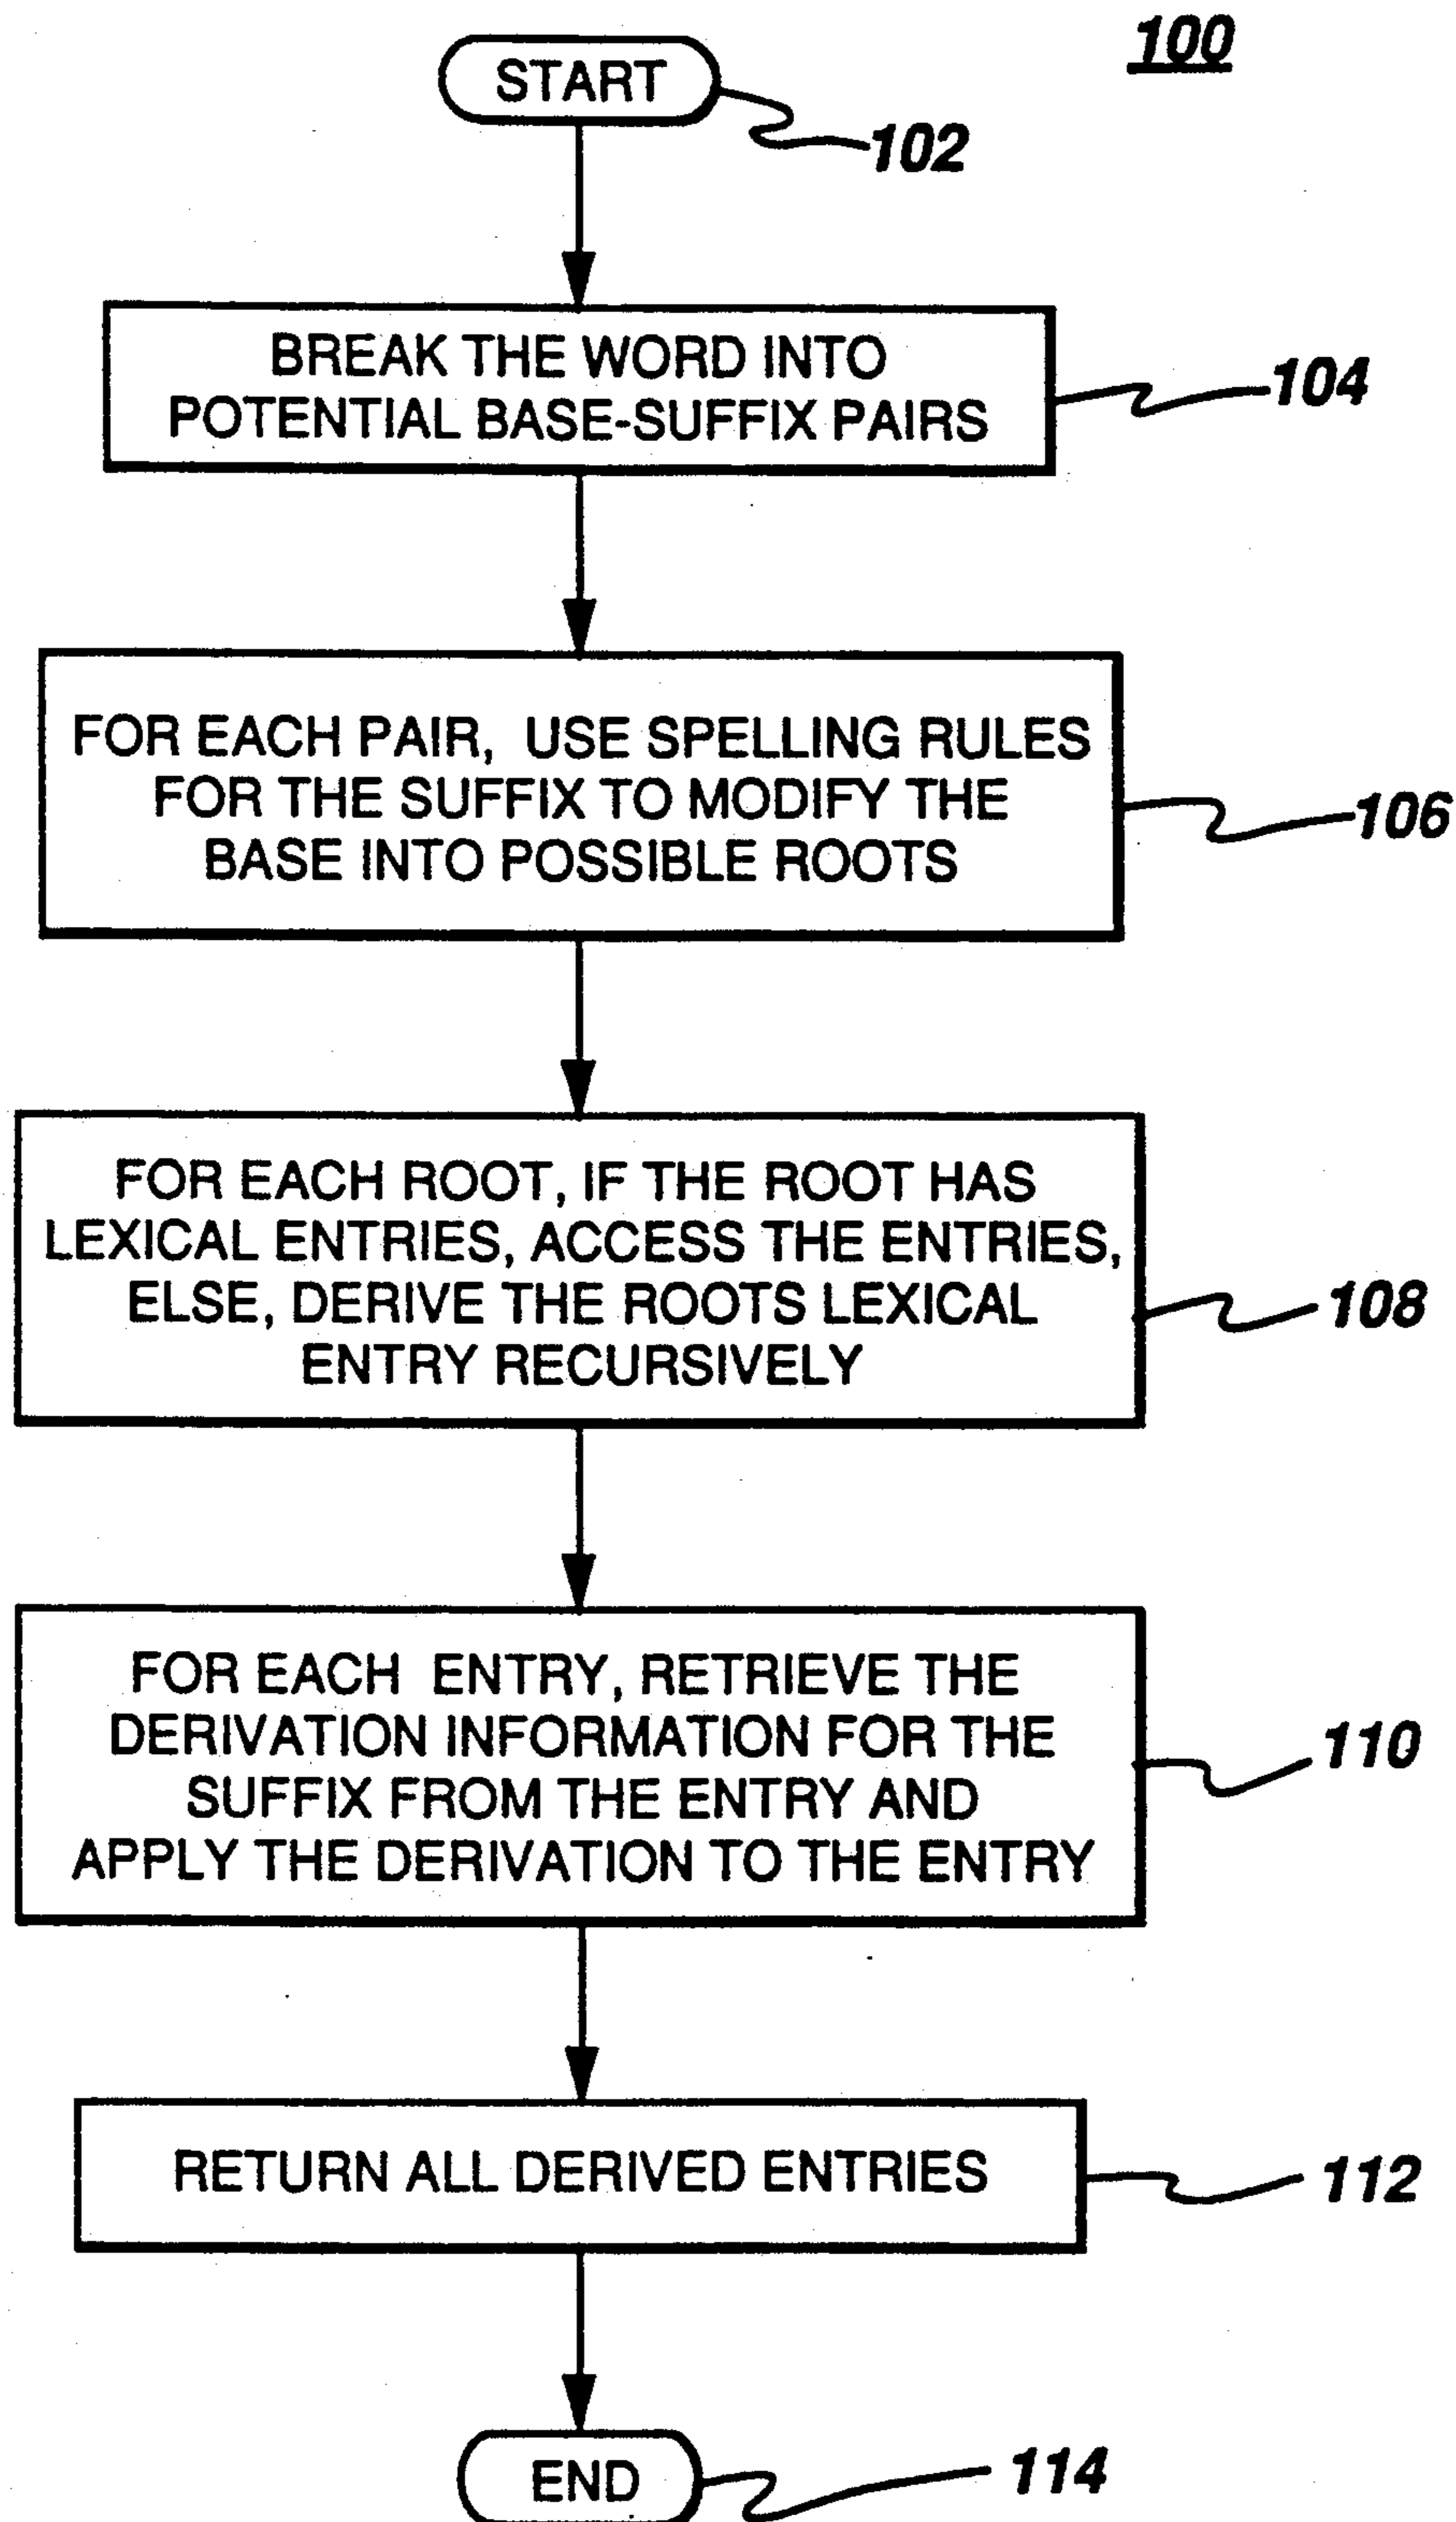 100
START
102
BREAK THE WORD INTO
POTENTIAL BASE-SUFFIX PAIRS
104
FOR EACH PAIR, USE SPELLING RULES
FOR THE SUFFIX TO MODIFY THE
BASE INTO POSSIBLE ROOTS
106
FOR EACH ROOT, IF THE ROOT HAS
LEXICAL ENTRIES, ACCESS THE ENTRIES,
ELSE, DERIVE THE ROOTS LEXICAL
ENTRY RECURSIVELY
108
FOR EACH ENTRY, RETRIEVE THE
DERIVATION INFORMATION FOR THE
SUFFIX FROM THE ENTRY AND
APPLY THE DERIVATION TO THE ENTRY
110
RETURN ALL DERIVED ENTRIES
112
END
114